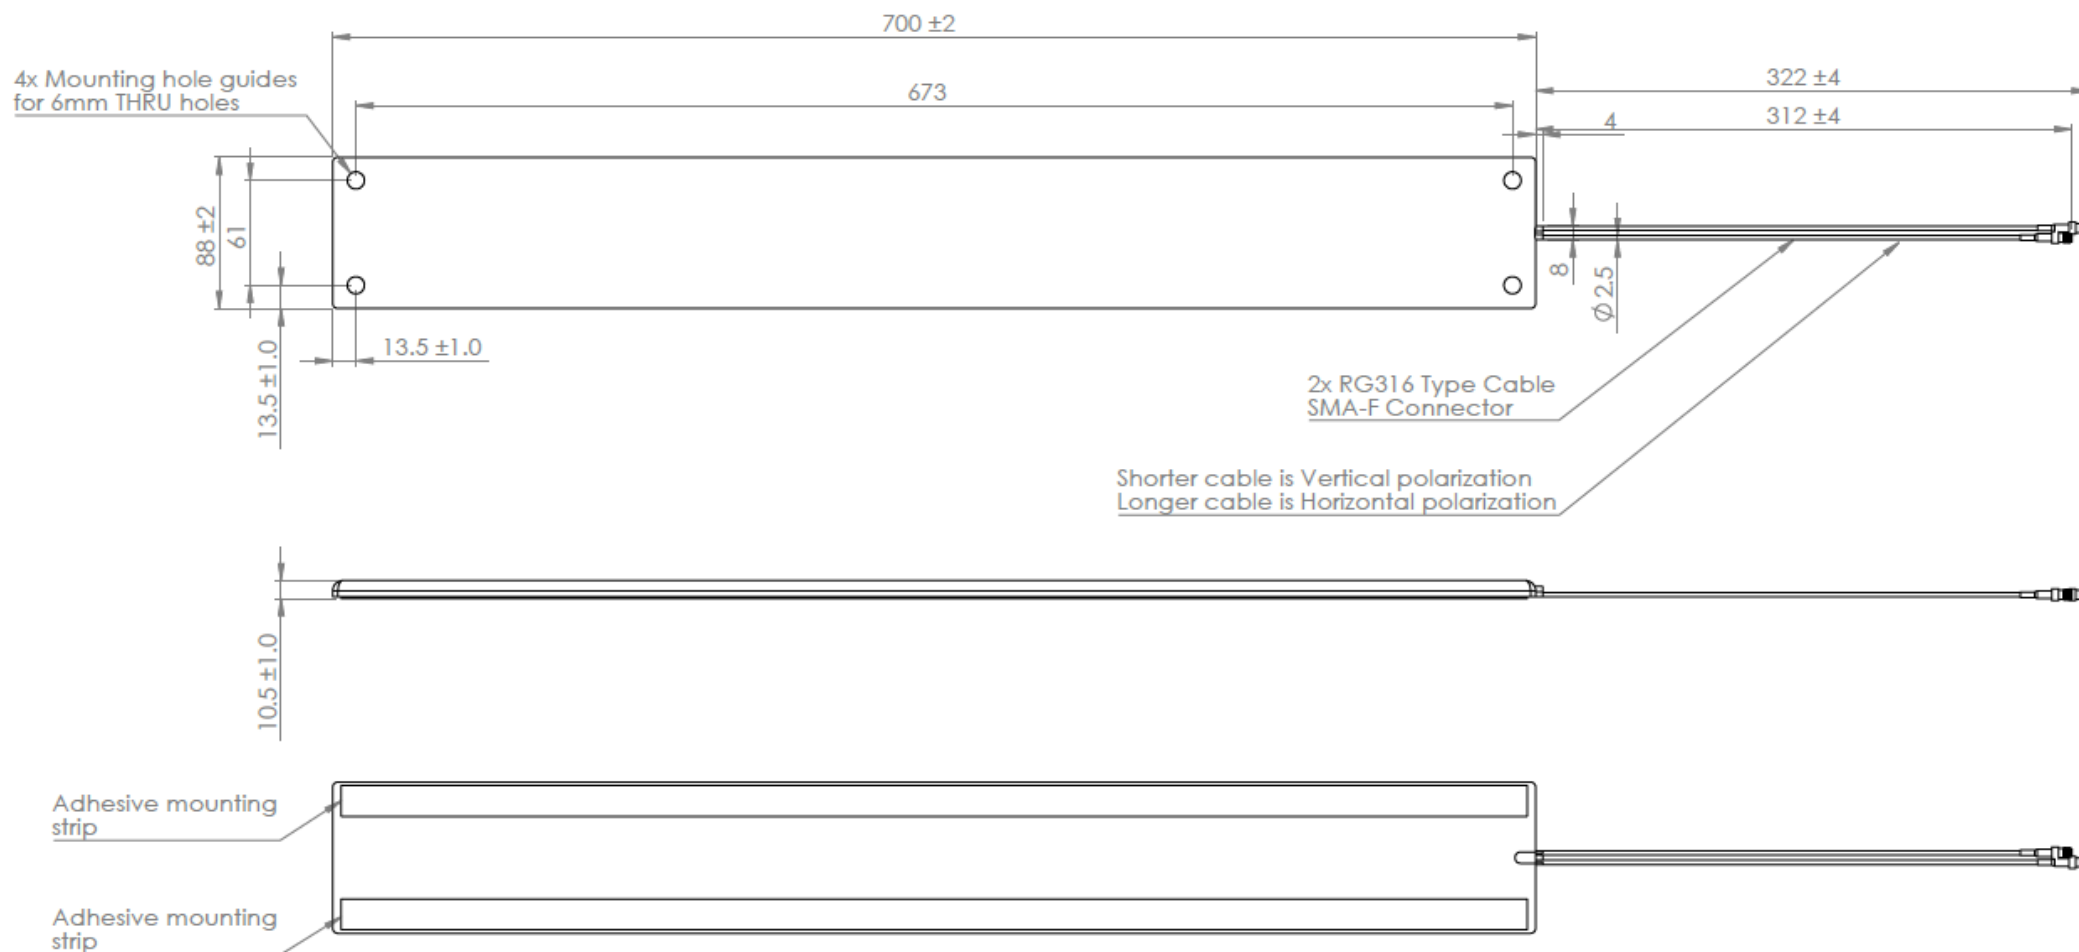 700 ±2
4x Mounting hole guides
for 6mm THRU holes
673
322 ±4
312 ±4
4
88 ±2
61
8
Ø 2.5
13.5 ±1.0
13.5 ±1.0
2x RG316 Type Cable
SMA-F Connector
Shorter cable is Vertical polarization
Longer cable is Horizontal polarization
10.5 ±1.0
Adhesive mounting
strip
Adhesive mounting
strip